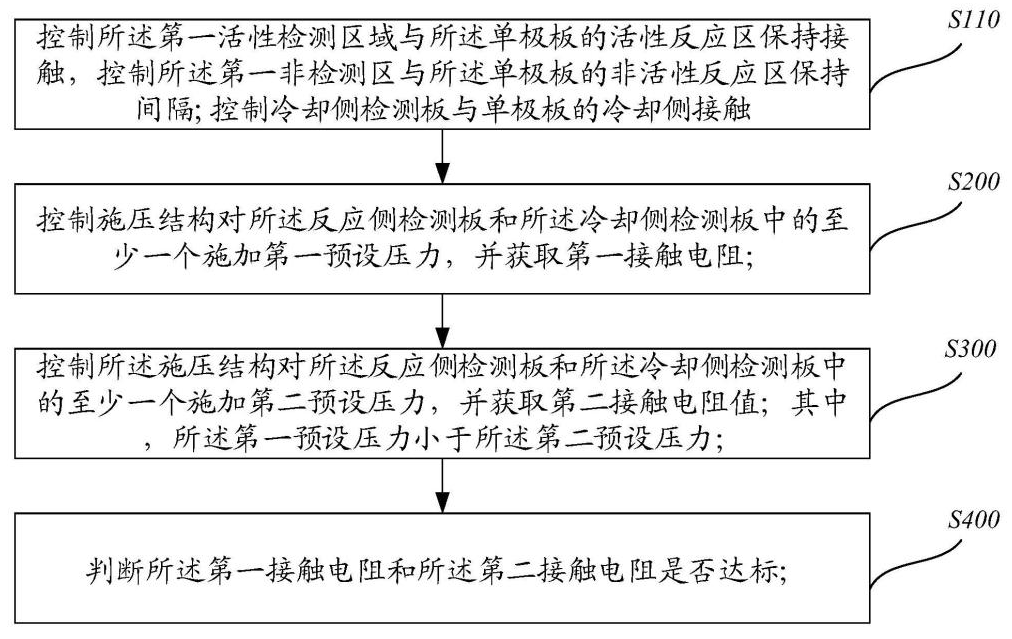 S110
控制所述第一活性检测区域与所述单极板的活性反应区保持接
触，控制所述第一非检测区与所述单极板的非活性反应区保持
间隔；控制冷却侧检测板与单极板的冷却侧接触
S200
控制施压结构对所述反应侧检测板和所述冷却侧检测板中的至
少一个施加第一预设压力，并获取第一接触电阻；
S300
控制所述施压结构对所述反应侧检测板和所述冷却侧检测板中
的至少一个施加第二预设压力，并获取第二接触电阻值；其中
，所述第一预设压力小于所述第二预设压力；
S400
判断所述第一接触电阻和所述第二接触电阻是否达标；